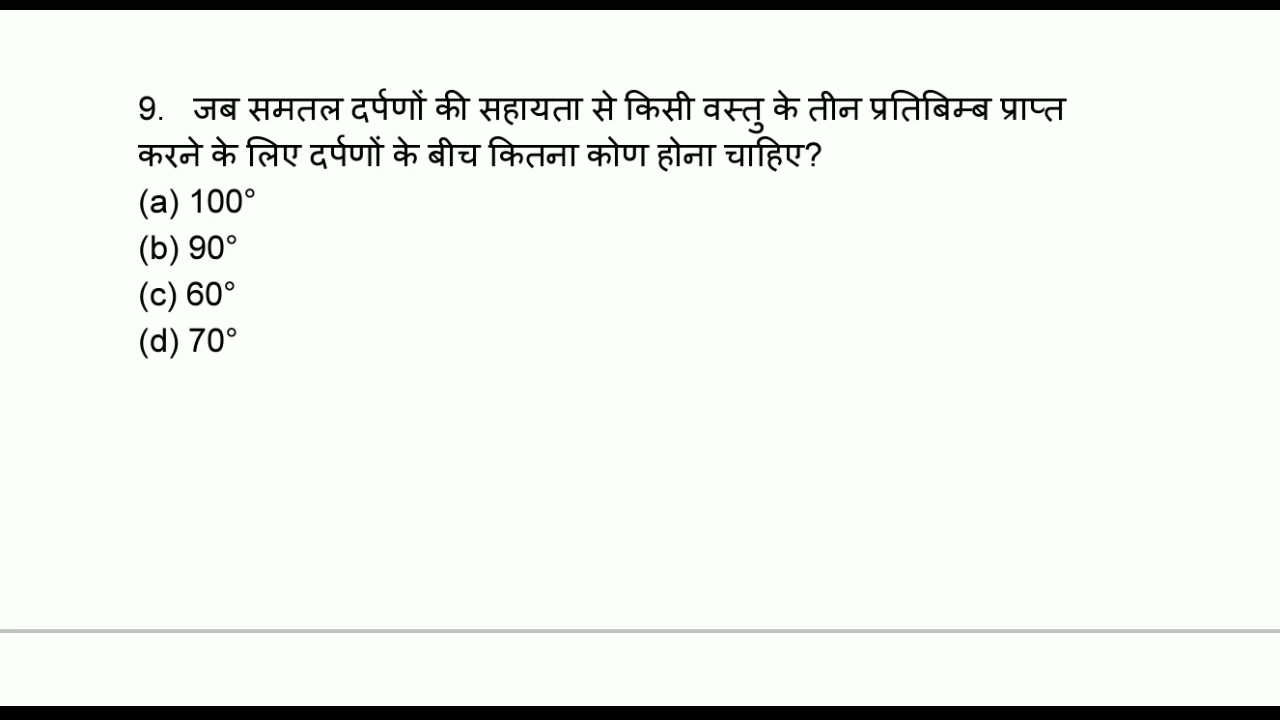 9. जब समतल दर्पणों की सहायता से किसी वस्तु के तीन प्रतिबिम्ब प्राप्त
करने के लिए दर्पणों के बीच कितना कोण होना चाहिए?
(a) 100°
(b) 90°
(c) 60°
(d) 70°